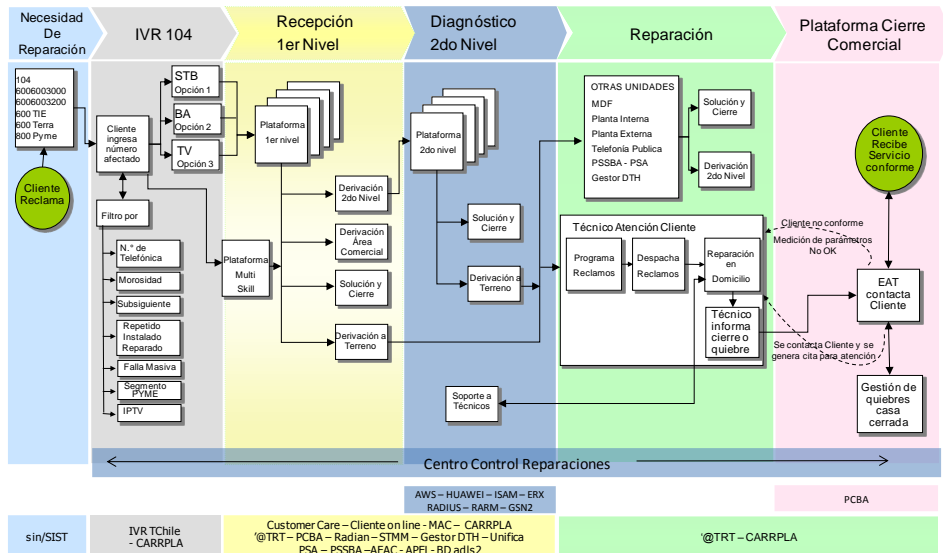 Necesidad
De
Reparación
IVR 104
Recepción
1er Nivel
Diagnóstico
2do Nivel
Reparación
Plataforma Cierre
Comercial
104
6006003000
6006003200
600 TIE
600 Terra
800 Pyme
Cliente
Reclama
Cliente
ingresa
número
afectado
STB
Opción 1
BA
Opción 2
TV
Opción 3
Filtro por
N.° de
Telefónica
Morosidad
Subsiguiente
Repetido
Instalado
Reparado
Falla Masiva
Segmento
PYME
IPTV
Plataforma
1er nivel
Plataforma
Multi
Skill
Derivación
2do Nivel
Derivación
Área
Comercial
Solución y
Cierre
Derivación a
Terreno
Plataforma
2do nivel
Solución y
Cierre
Derivación a
Terreno
Soporte a
Técnicos
OTRAS UNIDADES
MDF
Planta Interna
Planta Externa
Telefonía Publica
PSSBA - PSA
Gestor DTH
Solución y
Cierre
Derivación
2do Nivel
Técnico Atención Cliente
Programa
Reclamos
Despacha
Reclamos
Reparación
en
Domicilio
Técnico
informa
cierre o
quiebre
Cliente
Recibe
Servicio
conforme
Cliente no conforme
Medición de parámetros
No OK
EAT
contacta
Cliente
Se contacta Cliente y se
genera cita para atención
Gestión de
quiebres
casa
cerrada
Centro Control Reparaciones
AWS – HUAWEI – ISAM – ERX
RADIUS – RARM – GSN2
PCBA
sin/SIST
IVR TChile
- CARRPLA
Customer Care – Cliente on line - MAC – CARRPLA
'@TRT – PCBA – Radian – STMM – Gestor DTH – Unifica
PSA – PSSBA – AFAC - APEL - BD adls2
'@TRT – CARPLA